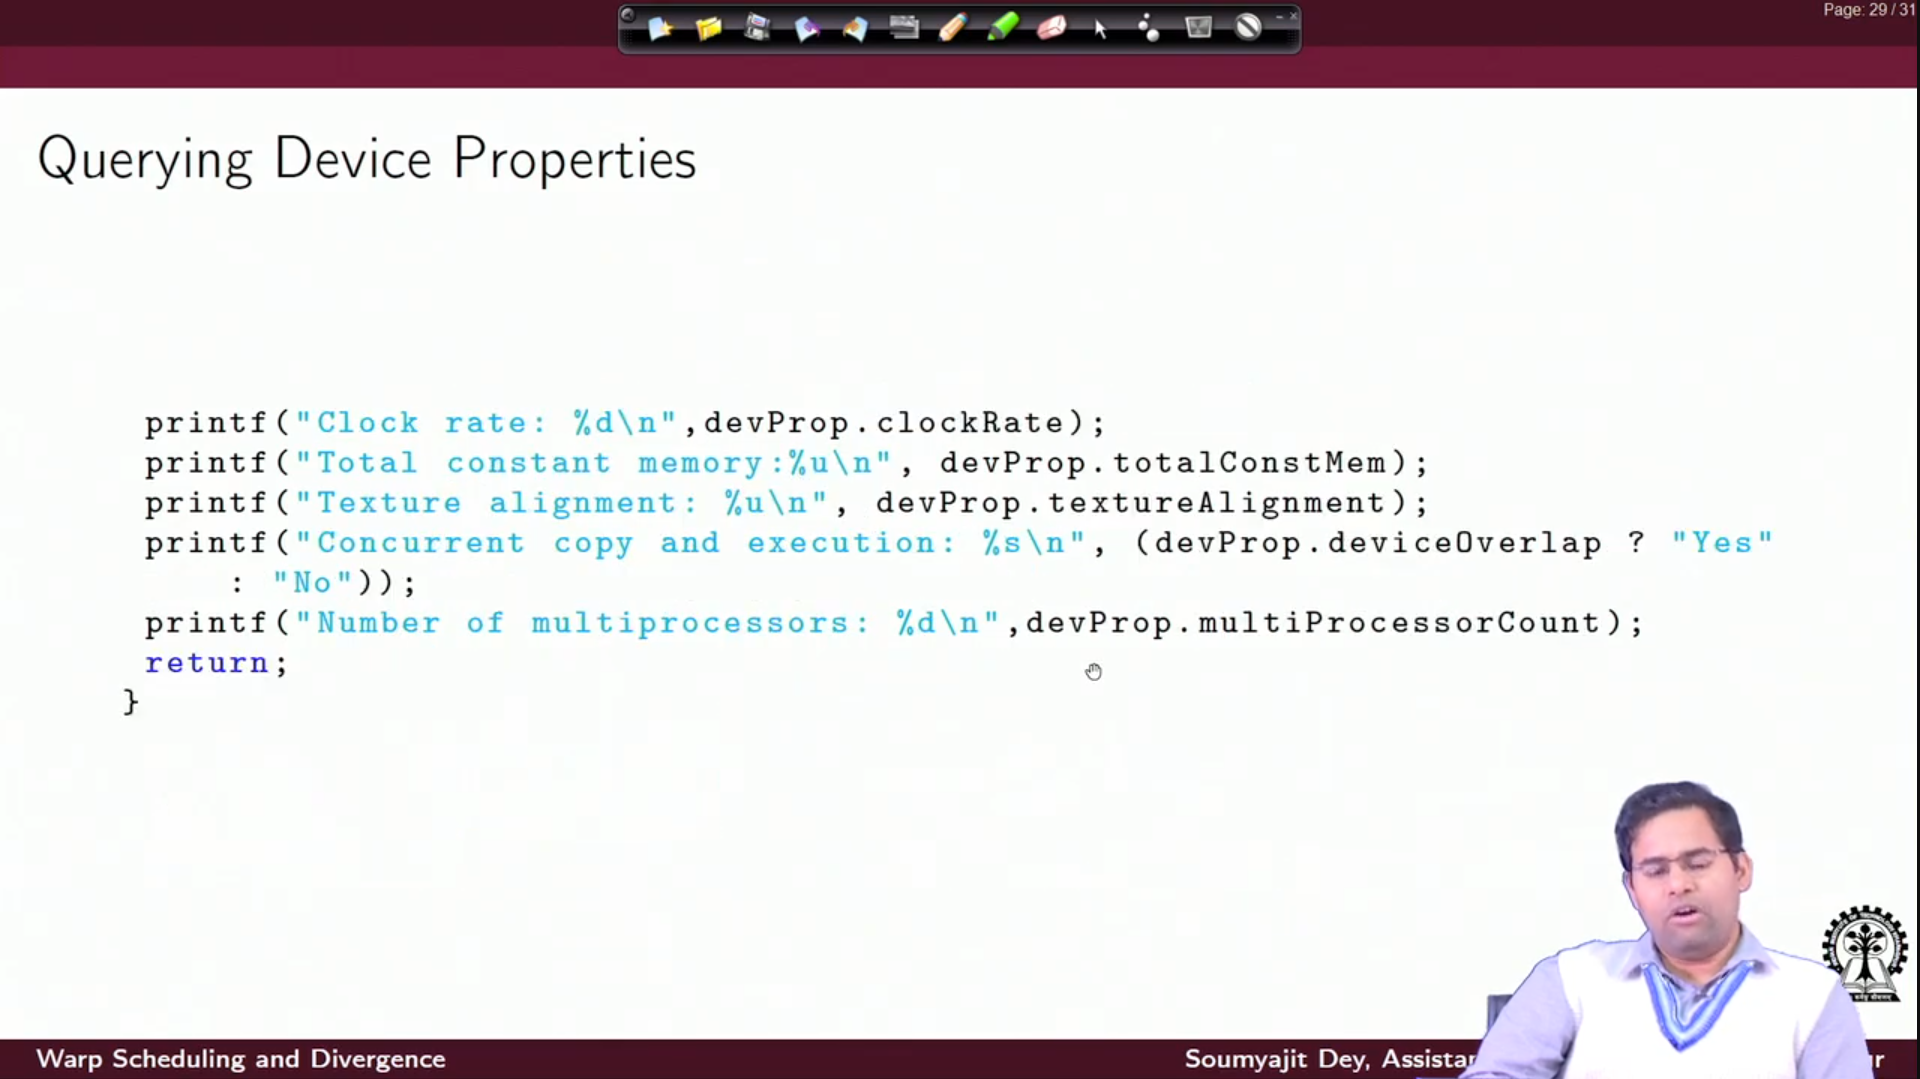 Page: 29 / 31
Querying Device Properties
printf("Clock rate: %d\n",devProp.clockRate);
printf("Total constant memory:%u\n", devProp.totalConstMem);
printf("Texture alignment: %u\n", devProp.textureAlignment);
printf("Concurrent copy and execution: %s\n", (devProp.deviceOverlap ? "Yes"
: "No"));
printf("Number of multiprocessors: %d\n",devProp.multiProcessorCount);
return;
}
Warp Scheduling and Divergence
Soumyajit Dey,